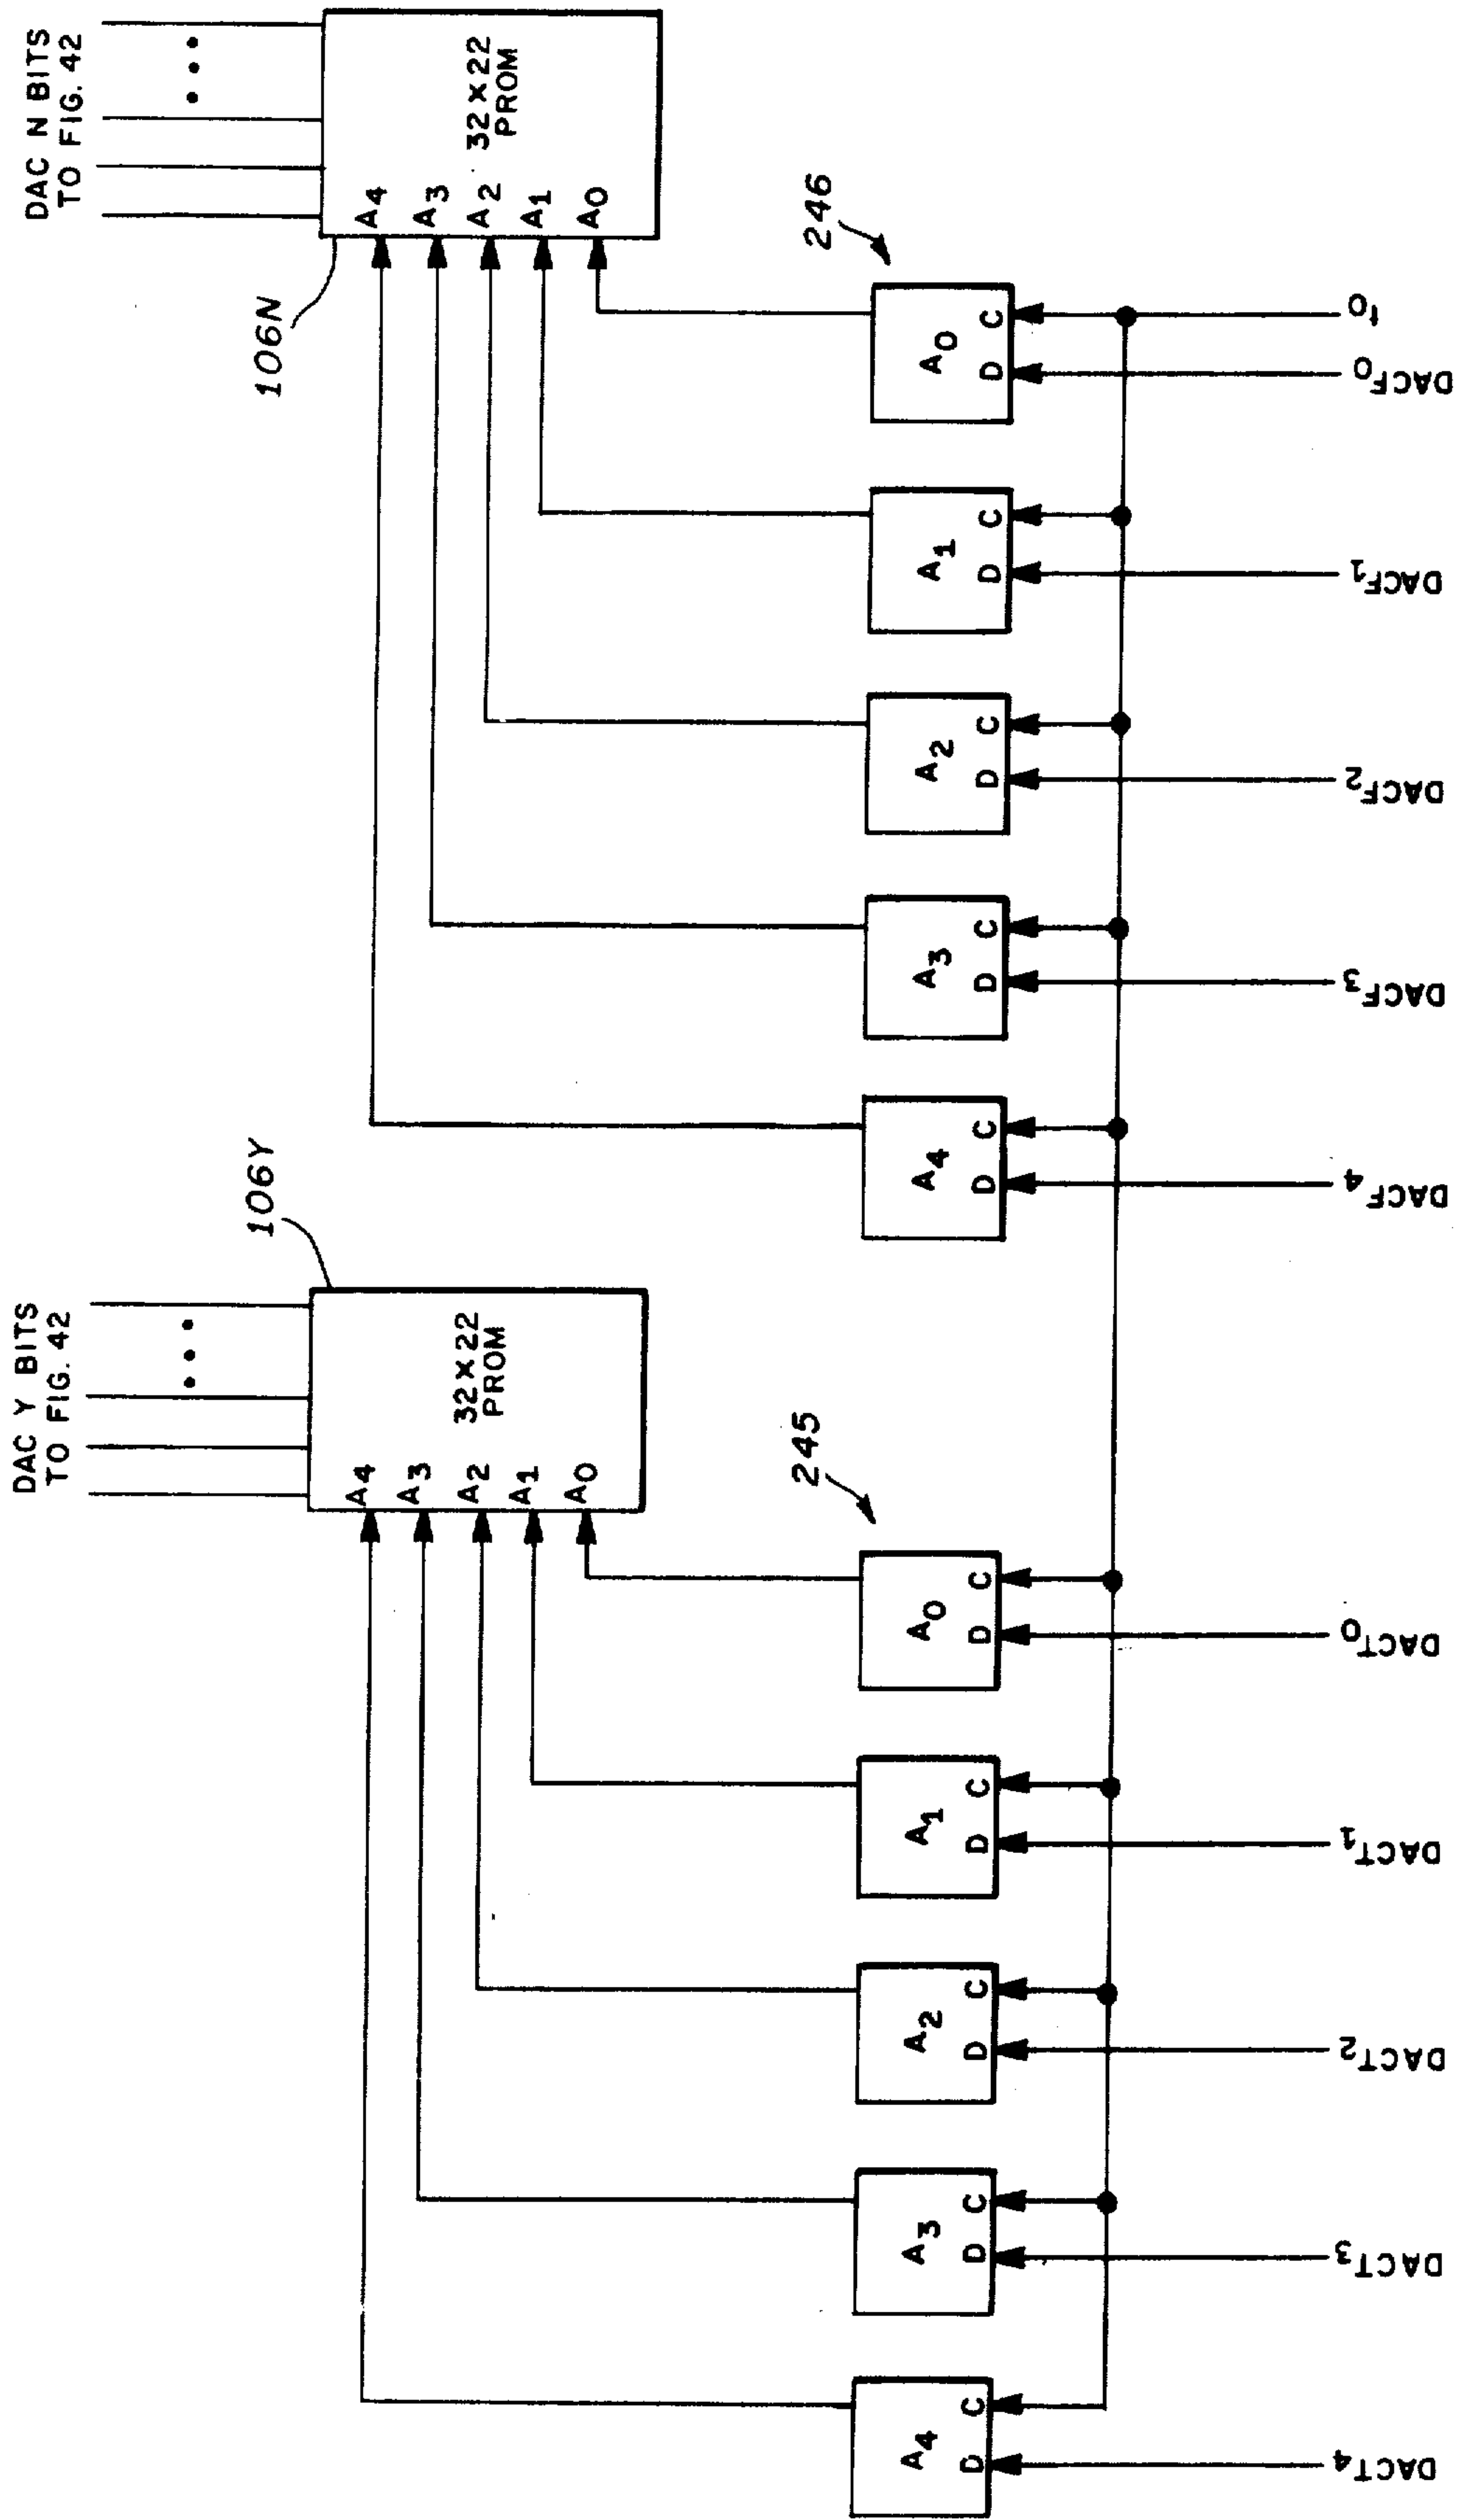 DAC Y BITS
TO FIG. 42
DAC N BITS
TO FIG. 42
106Y
106N
A4
A3
A2
A1
A0
32 X 22
PROM
A4
A3
A2
A1
A0
32 X 22
PROM
245
246
A4
D C
A3
D C
A2
D C
A1
D C
A0
D C
A4
D C
A3
D C
A2
D C
A1
D C
A0
D C
DACT4
DACT3
DACT2
DACT1
DACT0
DACF4
DACF3
DACF2
DACF1
DACF0
t0